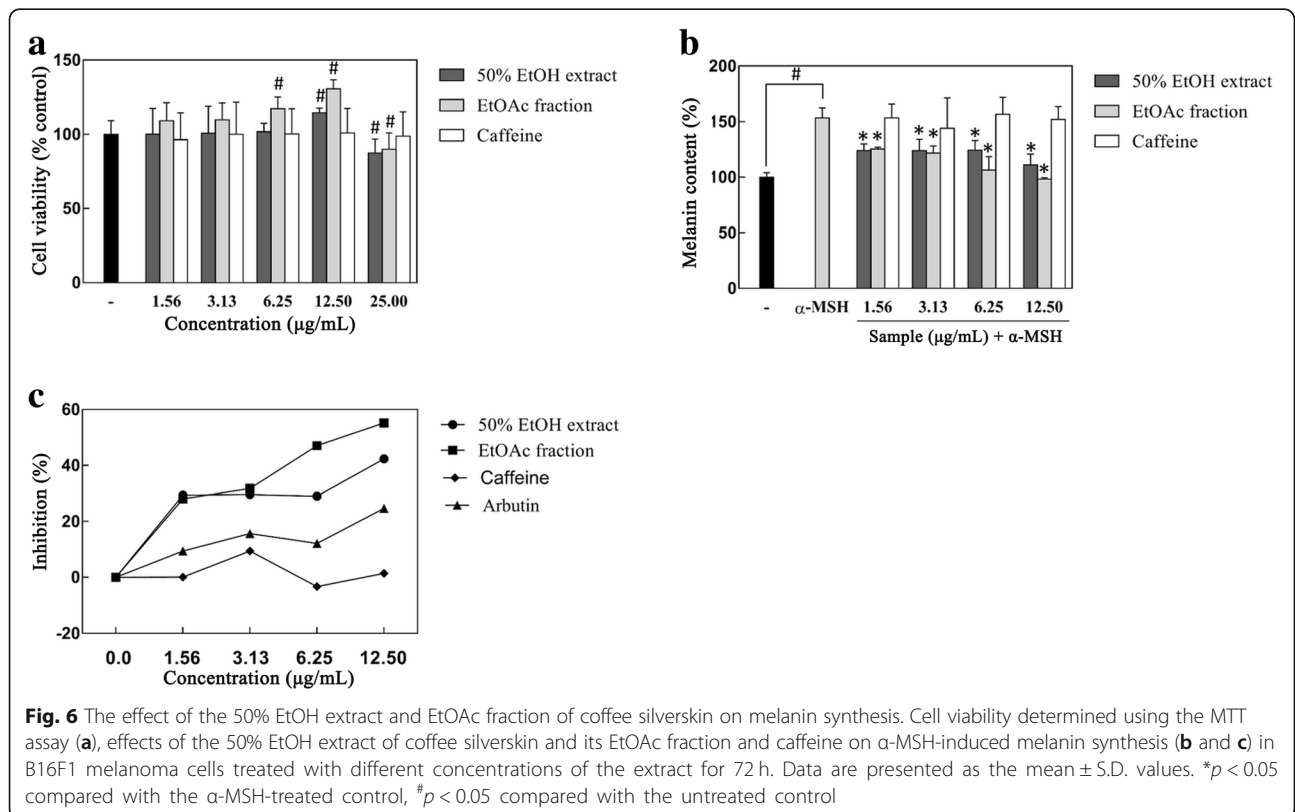 a
150
100
50
0
Cell viability (% control)
#
#
#
# #
- 1.56 3.13 6.25 12.50 25.00
Concentration (µg/mL)
50% EtOH extract
EtOAc fraction
Caffeine
b
200
150
100
50
0
Melanin content (%)
#
* *
* *
*
*
*
*
- α-MSH 1.56 3.13 6.25 12.50
Sample (µg/mL) + α-MSH
50% EtOH extract
EtOAc fraction
Caffeine
c
60
40
20
0
-20
Inhibition (%)
0.0 1.56 3.13 6.25 12.50
Concentration (µg/mL)
50% EtOH extract
EtOAc fraction
Caffeine
Arbutin
Fig. 6 The effect of the 50% EtOH extract and EtOAc fraction of coffee silverskin on melanin synthesis. Cell viability determined using the MTT
assay (a), effects of the 50% EtOH extract of coffee silverskin and its EtOAc fraction and caffeine on α-MSH-induced melanin synthesis (b and c) in
B16F1 melanoma cells treated with different concentrations of the extract for 72 h. Data are presented as the mean ± S.D. values. *p < 0.05
compared with the α-MSH-treated control, #p < 0.05 compared with the untreated control